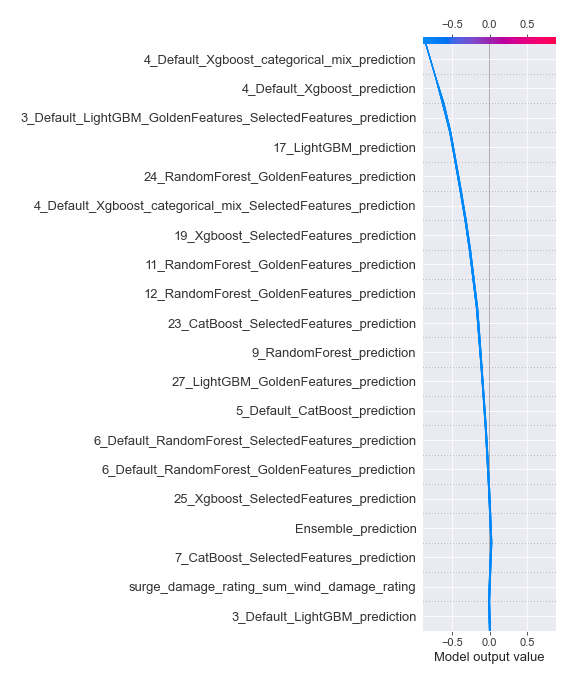 −0.5 0.0 0.5
4_Default_Xgboost_categorical_mix_prediction
4_Default_Xgboost_prediction
3_Default_LightGBM_GoldenFeatures_SelectedFeatures_prediction
17_LightGBM_prediction
24_RandomForest_GoldenFeatures_prediction
4_Default_Xgboost_categorical_mix_SelectedFeatures_prediction
19_Xgboost_SelectedFeatures_prediction
11_RandomForest_GoldenFeatures_prediction
12_RandomForest_GoldenFeatures_prediction
23_CatBoost_SelectedFeatures_prediction
9_RandomForest_prediction
27_LightGBM_GoldenFeatures_prediction
5_Default_CatBoost_prediction
6_Default_RandomForest_SelectedFeatures_prediction
6_Default_RandomForest_GoldenFeatures_prediction
25_Xgboost_SelectedFeatures_prediction
Ensemble_prediction
7_CatBoost_SelectedFeatures_prediction
surge_damage_rating_sum_wind_damage_rating
3_Default_LightGBM_prediction
−0.5 0.0 0.5
Model output value